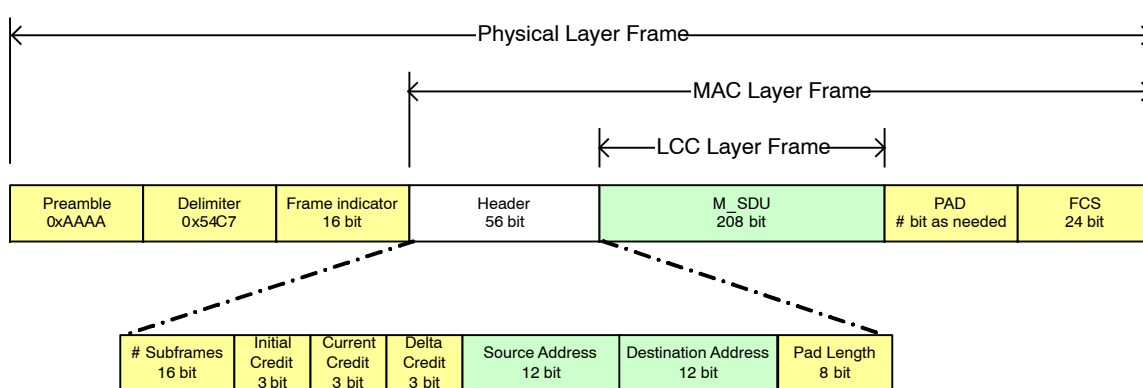 Physical Layer Frame
MAC Layer Frame
LCC Layer Frame
Preamble
0xAAAA
Delimiter
0x54C7
Frame indicator
16 bit
Header
56 bit
M_SDU
208 bit
PAD
# bit as needed
FCS
24 bit
# Subframes
16 bit
Initial
Credit
3 bit
Current
Credit
3 bit
Delta
Credit
3 bit
Source Address
12 bit
Destination Address
12 bit
Pad Length
8 bit